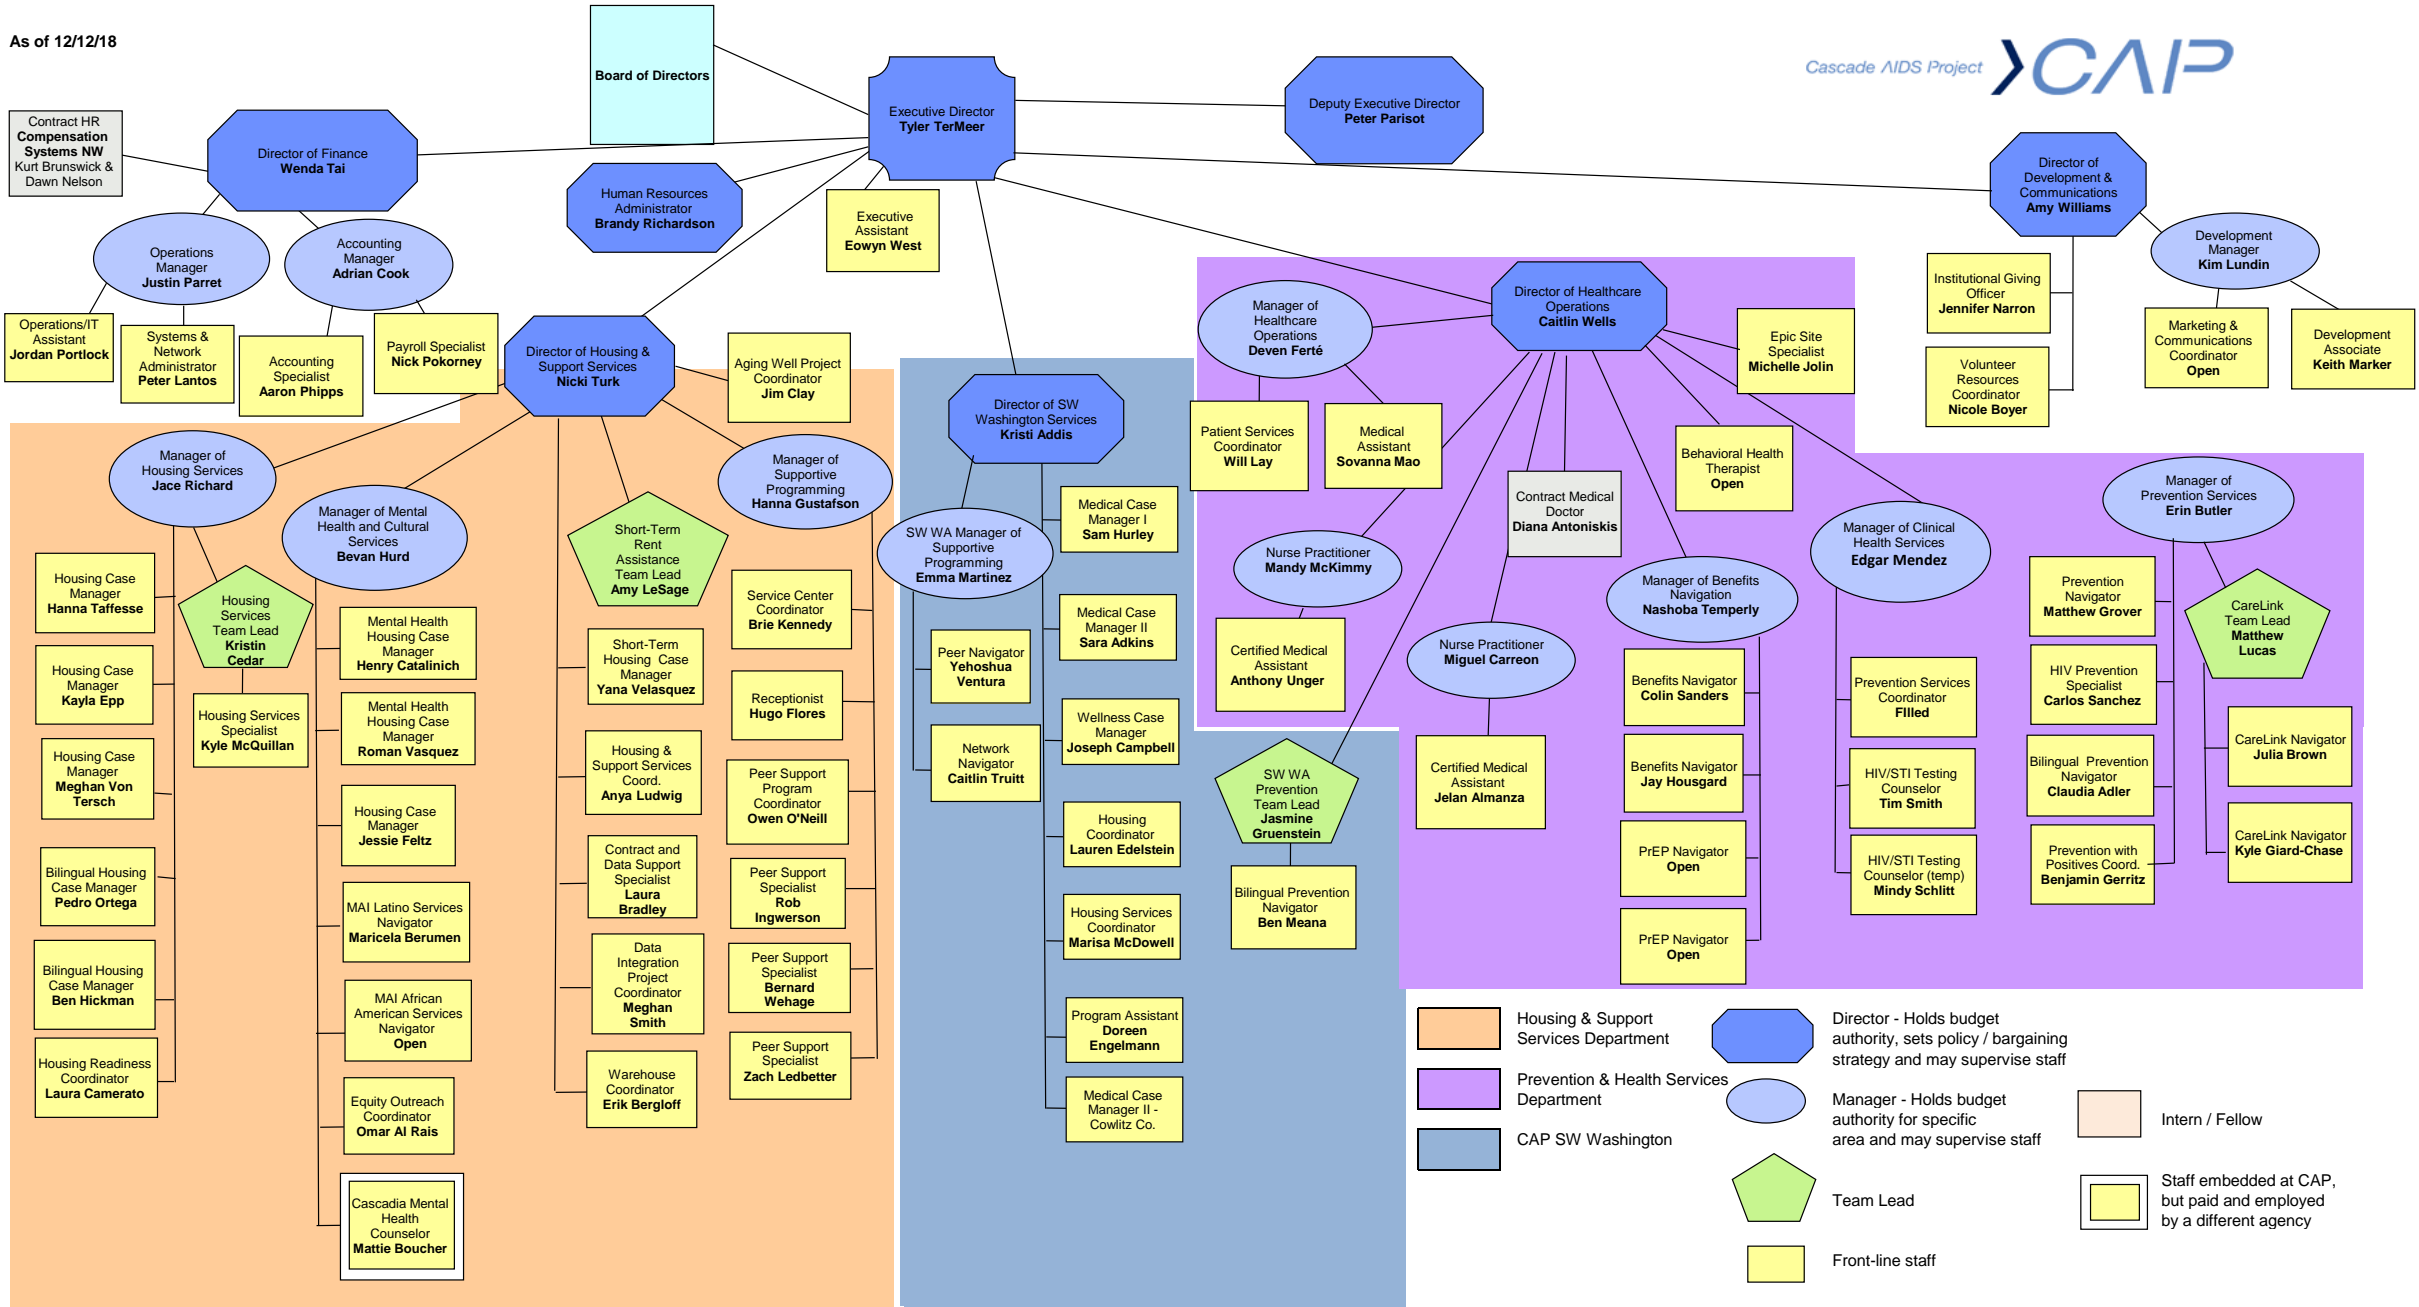 As of 12/12/18
Board of Directors
Executive Director
Tyler TerMeer
Deputy Executive Director
Peter Parisot
Cascade AIDS Project
CAP
Contract HR
Compensation
Systems NW
Kurt Brunswick &
Dawn Nelson
Director of Finance
Wenda Tai
Human Resources
Administrator
Brandy Richardson
Executive
Assistant
Eowyn West
Director of
Development &
Communications
Amy Williams
Operations
Manager
Justin Parret
Accounting
Manager
Adrian Cook
Operations/IT
Assistant
Jordan Portlock
Systems &
Network
Administrator
Peter Lantos
Accounting
Specialist
Aaron Phipps
Payroll Specialist
Nick Pokorney
Development
Manager
Kim Lundin
Institutional Giving
Officer
Jennifer Narron
Volunteer
Resources
Coordinator
Nicole Boyer
Marketing &
Communications
Coordinator
Open
Development
Associate
Keith Marker
Director of Housing &
Support Services
Nicki Turk
Aging Well Project
Coordinator
Jim Clay
Manager of
Housing Services
Jace Richard
Manager of Mental
Health and Cultural
Services
Bevan Hurd
Short-Term
Rent
Assistance
Team Lead
Amy LeSage
Manager of
Supportive
Programming
Hanna Gustafson
Housing Case
Manager
Hanna Taffesse
Housing Case
Manager
Kayla Epp
Housing Case
Manager
Meghan Von
Tersch
Bilingual Housing
Case Manager
Pedro Ortega
Bilingual Housing
Case Manager
Ben Hickman
Housing Readiness
Coordinator
Laura Camerato
Housing
Services
Team Lead
Kristin
Cedar
Housing Services
Specialist
Kyle McQuillan
Mental Health
Housing Case
Manager
Henry Catalinich
Mental Health
Housing Case
Manager
Roman Vasquez
Housing Case
Manager
Jessie Feltz
MAI Latino Services
Navigator
Maricela Berumen
MAI African
American Services
Navigator
Open
Equity Outreach
Coordinator
Omar Al Rais
Cascadia Mental
Health
Counselor
Mattie Boucher
Short-Term
Housing Case
Manager
Yana Velasquez
Housing &
Support Services
Coord.
Anya Ludwig
Contract and
Data Support
Specialist
Laura
Bradley
Data
Integration
Project
Coordinator
Meghan
Smith
Warehouse
Coordinator
Erik Bergloff
Service Center
Coordinator
Brie Kennedy
Receptionist
Hugo Flores
Peer Support
Program
Coordinator
Owen O'Neill
Peer Support
Specialist
Rob
Ingwerson
Peer Support
Specialist
Bernard
Wehage
Peer Support
Specialist
Zach Ledbetter
Director of SW
Washington Services
Kristi Addis
SW WA Manager of
Supportive
Programming
Emma Martinez
Peer Navigator
Yehoshua
Ventura
Network
Navigator
Caitlin Truitt
Medical Case
Manager I
Sam Hurley
Medical Case
Manager II
Sara Adkins
Wellness Case
Manager
Joseph Campbell
Housing
Coordinator
Lauren Edelstein
Housing Services
Coordinator
Marisa McDowell
Program Assistant
Doreen
Engelmann
Medical Case
Manager II -
Cowlitz Co.
Director of Healthcare
Operations
Caitlin Wells
Manager of
Healthcare
Operations
Deven Ferté
Epic Site
Specialist
Michelle Jolin
Patient Services
Coordinator
Will Lay
Medical
Assistant
Sovanna Mao
Behavioral Health
Therapist
Open
Contract Medical
Doctor
Diana Antoniskis
Nurse Practitioner
Mandy McKimmy
Certified Medical
Assistant
Anthony Unger
Nurse Practitioner
Miguel Carreon
Certified Medical
Assistant
Jelan Almanza
SW WA
Prevention
Team Lead
Jasmine
Gruenstein
Bilingual Prevention
Navigator
Ben Meana
Manager of Benefits
Navigation
Nashoba Temperly
Benefits Navigator
Colin Sanders
Benefits Navigator
Jay Housgard
PrEP Navigator
Open
PrEP Navigator
Open
Manager of Clinical
Health Services
Edgar Mendez
Prevention Services
Coordinator
FIlled
HIV/STI Testing
Counselor
Tim Smith
HIV/STI Testing
Counselor (temp)
Mindy Schlitt
Manager of
Prevention Services
Erin Butler
Prevention
Navigator
Matthew Grover
HIV Prevention
Specialist
Carlos Sanchez
Bilingual Prevention
Navigator
Claudia Adler
Prevention with
Positives Coord.
Benjamin Gerritz
CareLink
Team Lead
Matthew
Lucas
CareLink Navigator
Julia Brown
CareLink Navigator
Kyle Giard-Chase
Housing & Support
Services Department
Prevention & Health Services
Department
CAP SW Washington
Director - Holds budget
authority, sets policy / bargaining
strategy and may supervise staff
Manager - Holds budget
authority for specific
area and may supervise staff
Team Lead
Front-line staff
Intern / Fellow
Staff embedded at CAP,
but paid and employed
by a different agency